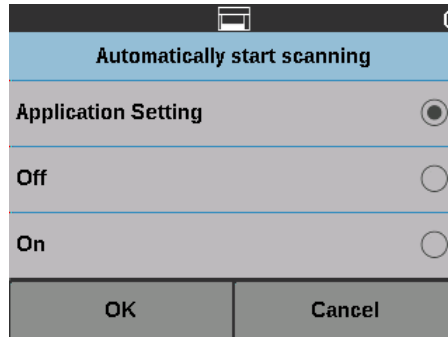 Automatically start scanning
Application Setting
Off
On
OK
Cancel